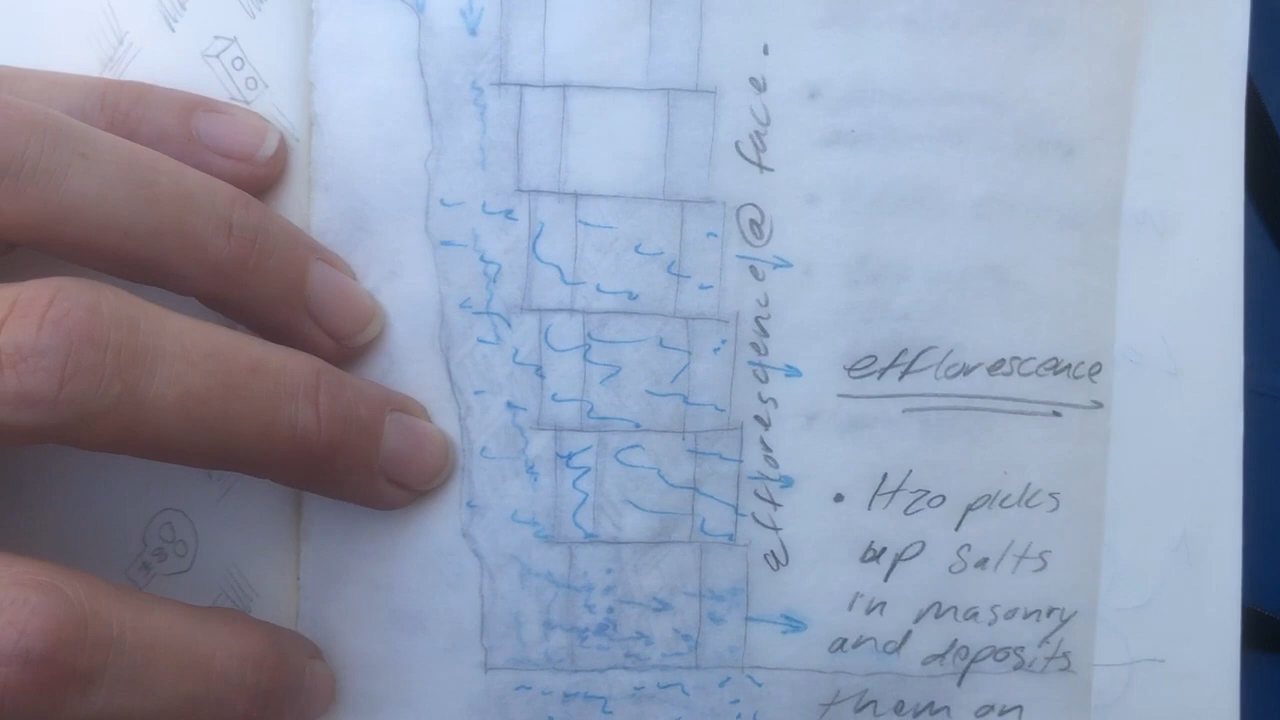 efflorescence @ face.
efflorescence
• H2O picks
up salts
in masonry
and deposits
them on